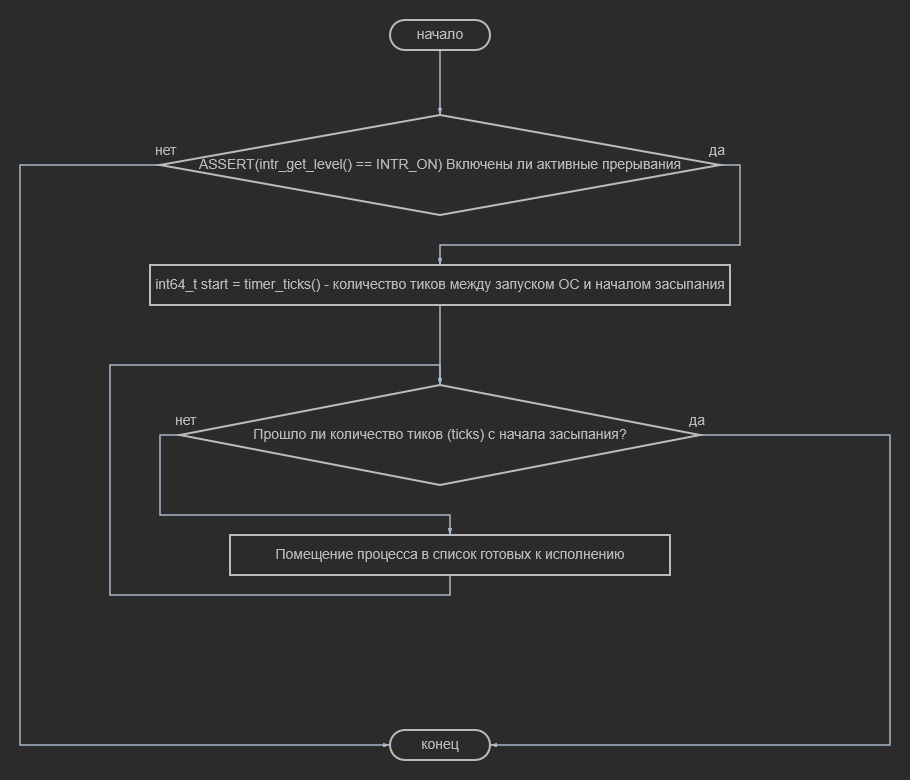 начало
нет
да
ASSERT(intr_get_level() == INTR_ON) Включены ли активные прерывания
int64_t start = timer_ticks() - количество тиков между запуском ОС и началом засыпания
нет
да
Прошло ли количество тиков (ticks) с начала засыпания?
Помещение процесса в список готовых к исполнению
конец